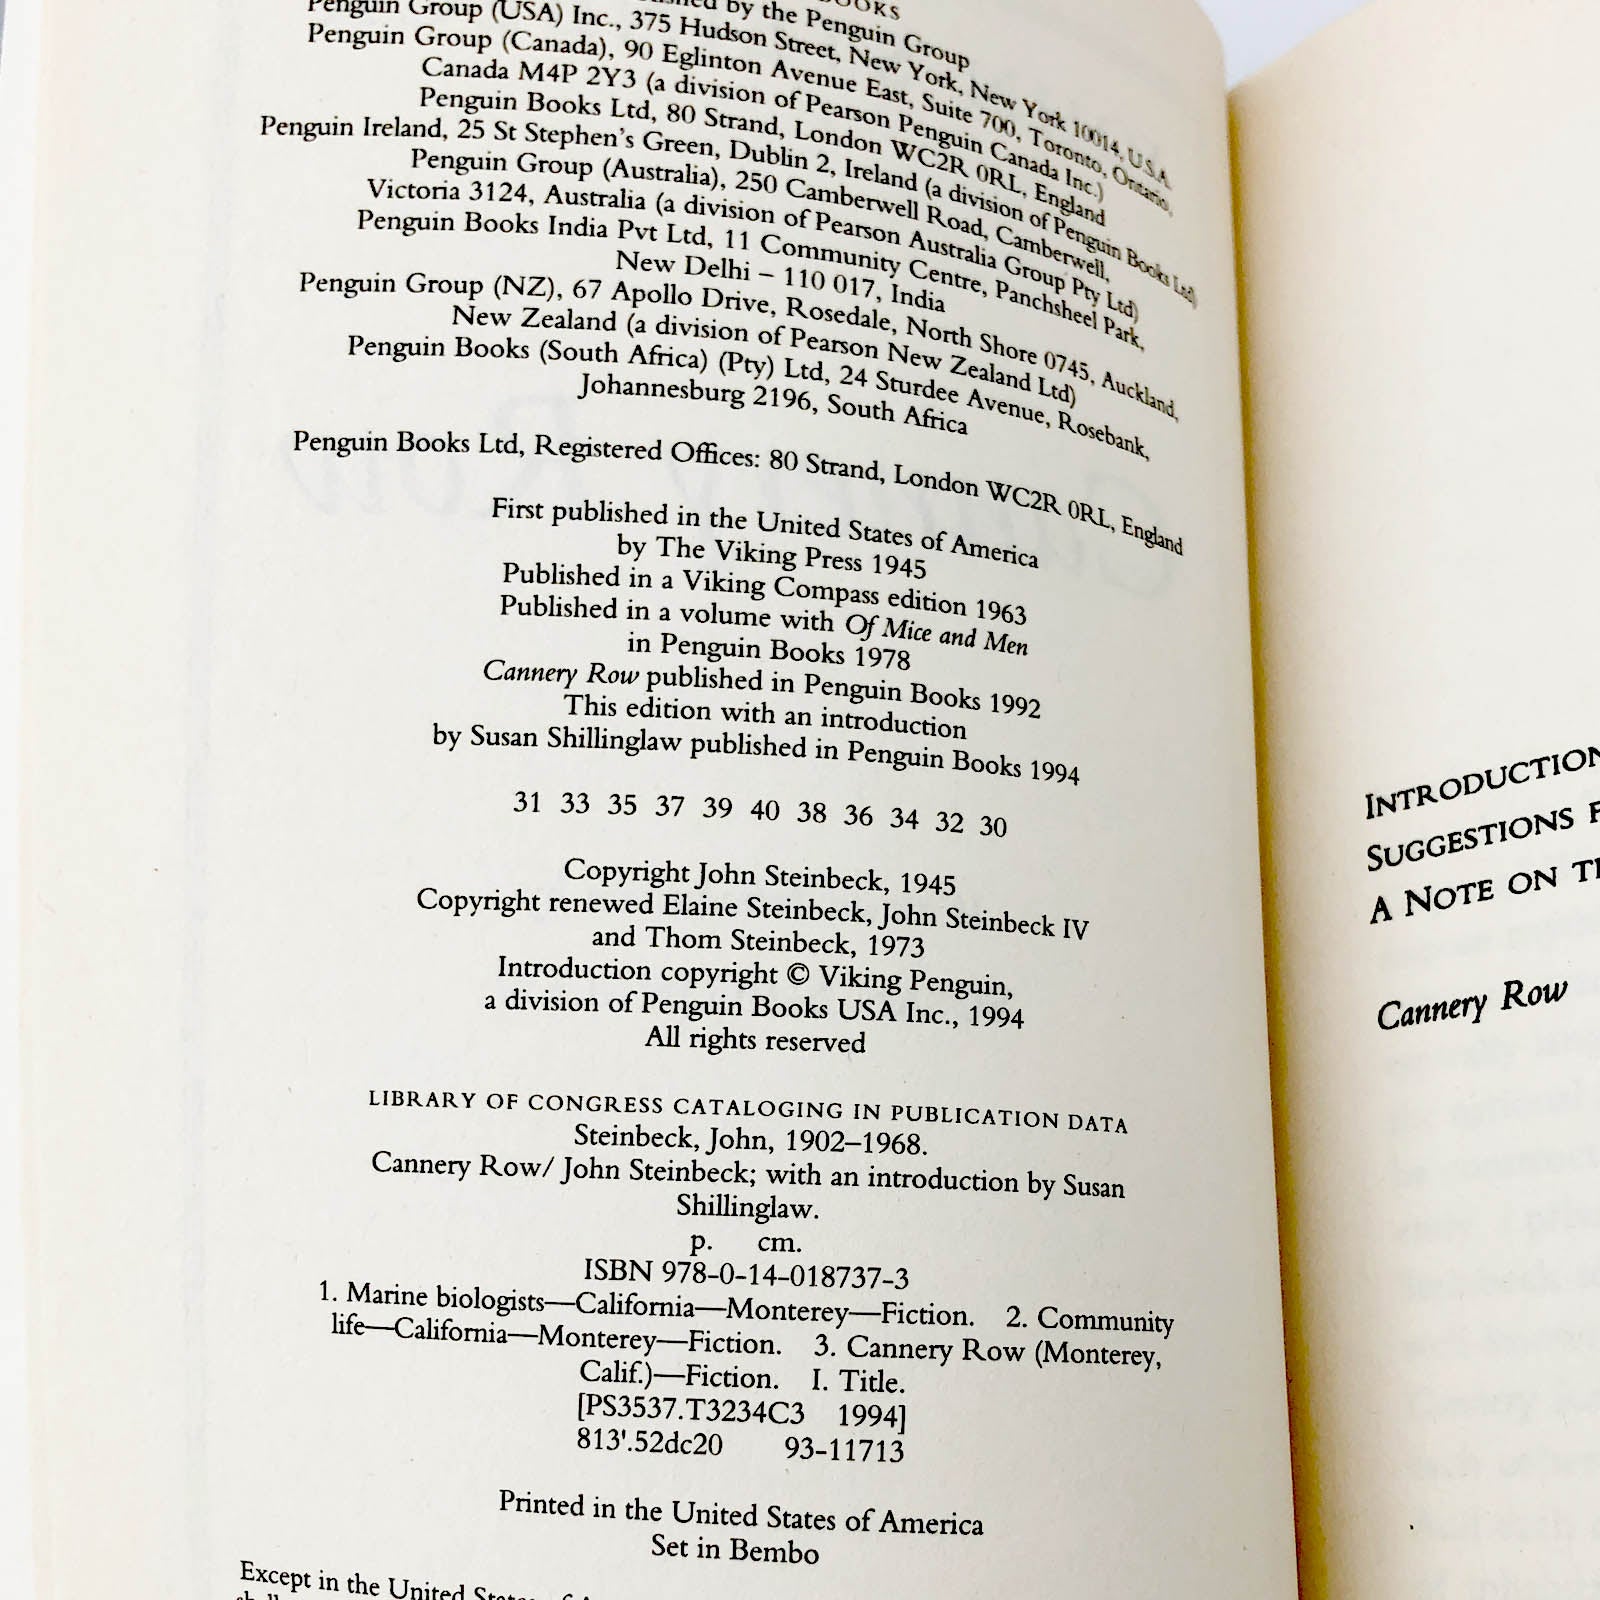 by the Penguin Group
Penguin Group (USA) Inc., 375 Hudson Street, New York, New York 10014, U.S.A.
Penguin Group (Canada), 90 Eglinton Avenue East, Suite 700, Toronto, Ontario,
Canada M4P 2Y3 (a division of Pearson Penguin Canada Inc.)
Penguin Books Ltd, 80 Strand, London WC2R 0RL, England
Penguin Ireland, 25 St Stephen's Green, Dublin 2, Ireland (a division of Penguin Books Ltd)
Penguin Group (Australia), 250 Camberwell Road, Camberwell,
Victoria 3124, Australia (a division of Pearson Australia Group Pty Ltd)
Penguin Books India Pvt Ltd, 11 Community Centre, Panchsheel Park,
New Delhi – 110 017, India
Penguin Group (NZ), 67 Apollo Drive, Rosedale, North Shore 0745, Auckland,
New Zealand (a division of Pearson New Zealand Ltd)
Penguin Books (South Africa) (Pty) Ltd, 24 Sturdee Avenue, Rosebank,
Johannesburg 2196, South Africa
Penguin Books Ltd, Registered Offices: 80 Strand, London WC2R 0RL, England
First published in the United States of America
by The Viking Press 1945
Published in a Viking Compass edition 1963
Published in a volume with Of Mice and Men
in Penguin Books 1978
Cannery Row published in Penguin Books 1992
This edition with an introduction
by Susan Shillinglaw published in Penguin Books 1994
31 33 35 37 39 40 38 36 34 32 30
Copyright John Steinbeck, 1945
Copyright renewed Elaine Steinbeck, John Steinbeck IV
and Thom Steinbeck, 1973
Introduction copyright © Viking Penguin,
a division of Penguin Books USA Inc., 1994
All rights reserved
LIBRARY OF CONGRESS CATALOGING IN PUBLICATION DATA
Steinbeck, John, 1902–1968.
Cannery Row/ John Steinbeck; with an introduction by Susan
Shillinglaw.
p. cm.
ISBN 978-0-14-018737-3
1. Marine biologists—California—Monterey—Fiction. 2. Community
life—California—Monterey—Fiction. 3. Cannery Row (Monterey,
Calif.)—Fiction. I. Title.
[PS3537.T3234C3 1994]
813'.52dc20 93-11713
Printed in the United States of America
Set in Bembo
Except in the United States of
INTRODUCTION
SUGGESTIONS
A NOTE ON
Cannery Row